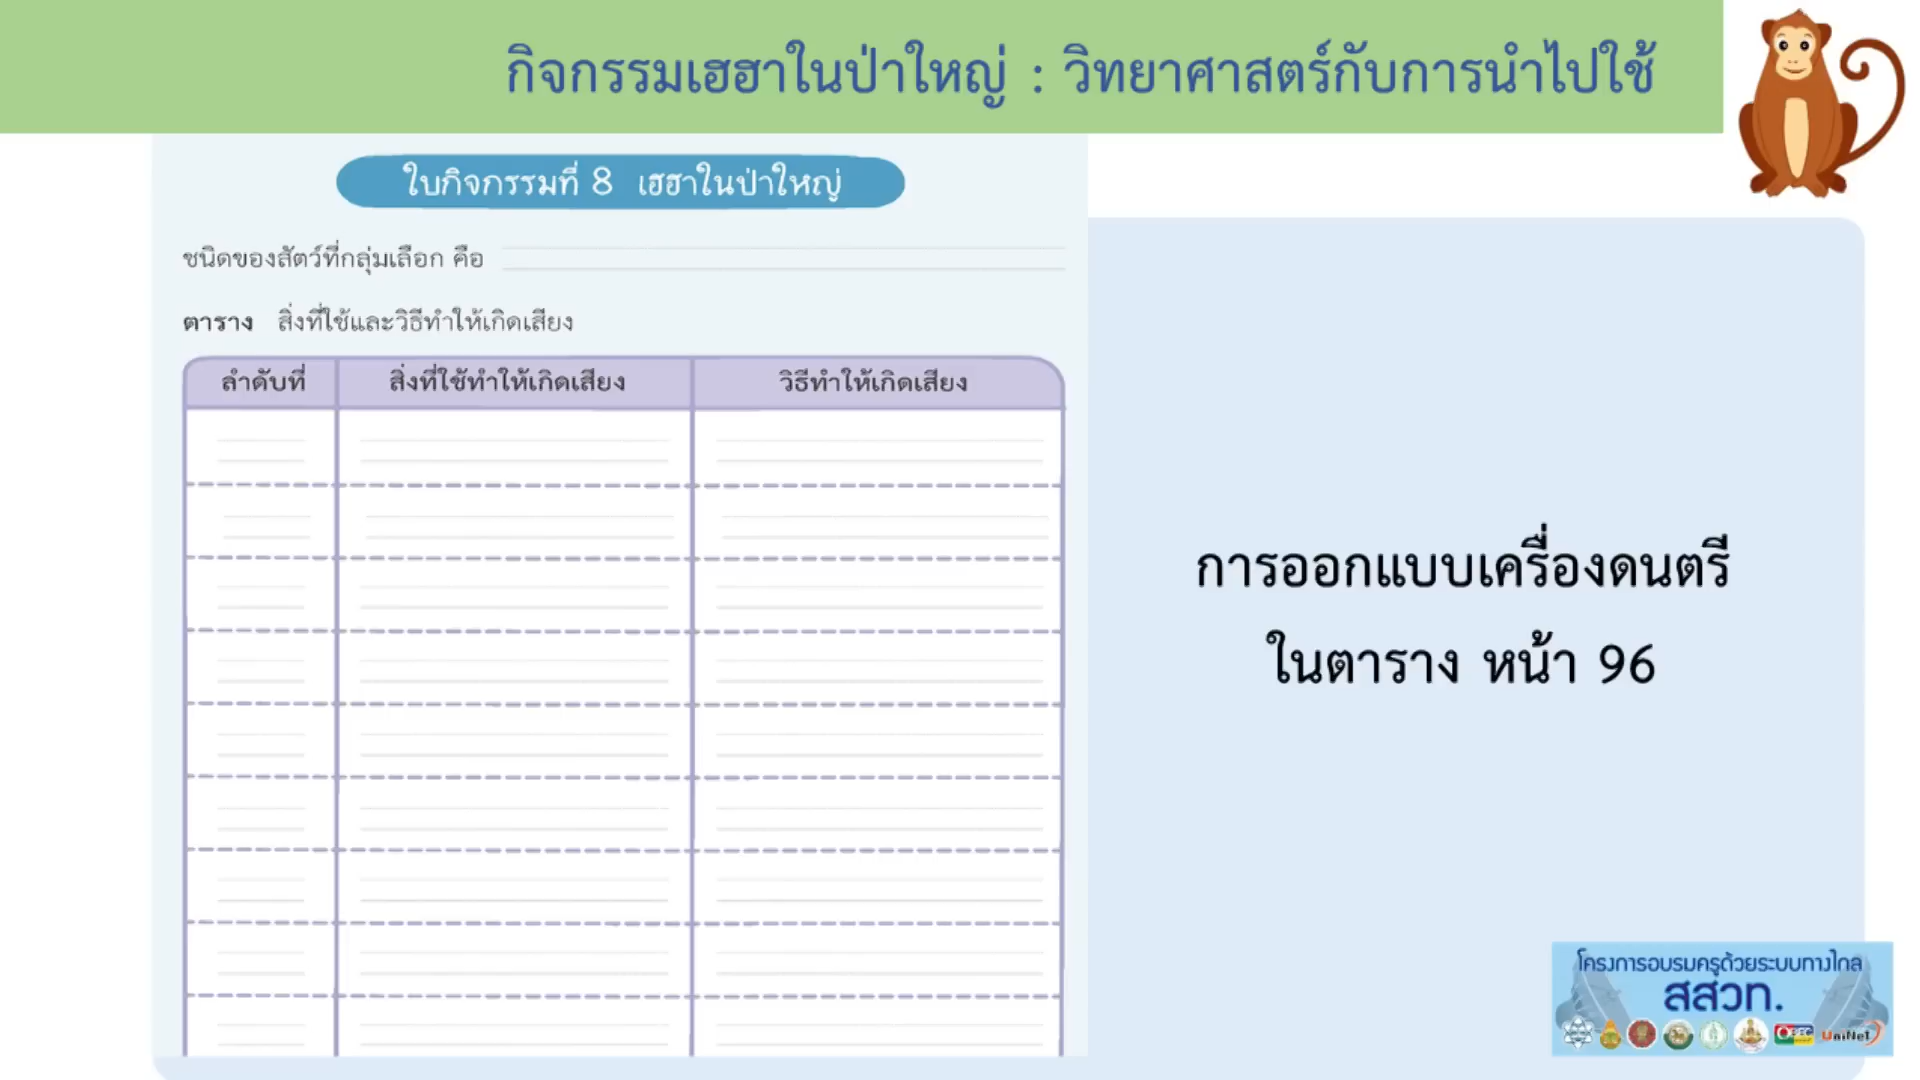 กิจกรรมเฮฮาในป่าใหญ่ : วิทยาศาสตร์กับการนำไปใช้
ใบกิจกรรมที่ 8 เฮฮาในป่าใหญ่
ชนิดของสัตว์ที่กลุ่มเลือก คือ
ตาราง สิ่งที่ใช้และวิธีทำให้เกิดเสียง
ลำดับที่ สิ่งที่ใช้ทำให้เกิดเสียง วิธีทำให้เกิดเสียง
การออกแบบเครื่องดนตรี
ในตาราง หน้า 96
โครงการอบรมครูด้วยระบบทางไกล
สสวท.
OPEC UniNet